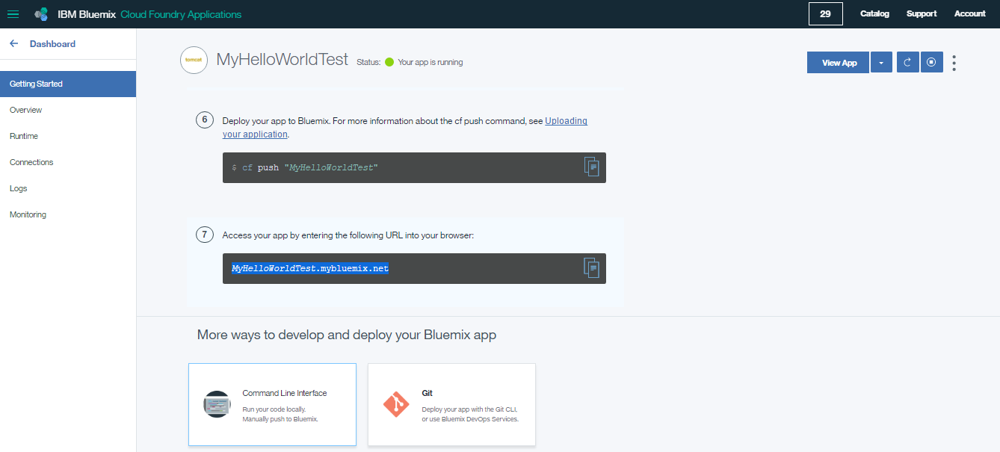 IBM Bluemix Cloud Foundry Applications
29
Catalog
Support
Account
Dashboard
Getting Started
Overview
Runtime
Connections
Logs
Monitoring
tomcat
MyHelloWorldTest
Status: Your app is running
View App
6
Deploy your app to Bluemix. For more information about the cf push command, see Uploading
your application.
$ cf push "MyHelloWorldTest"
7
Access your app by entering the following URL into your browser:
MyHelloWorldTest.mybluemix.net
More ways to develop and deploy your Bluemix app
Command Line Interface
Run your code locally.
Manually push to Bluemix.
Git
Deploy your app with the Git CLI,
or use Bluemix DevOps Services.